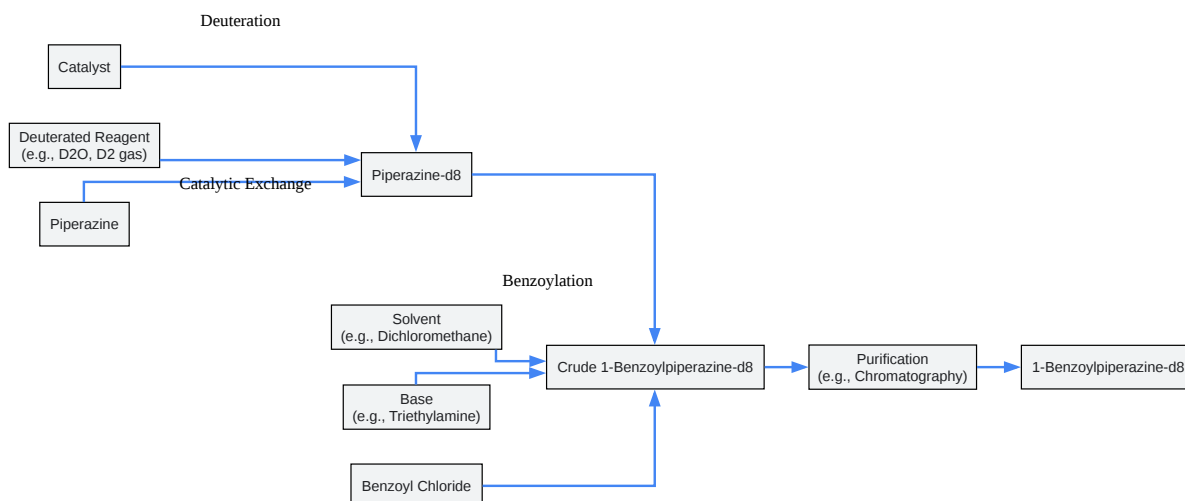 Deuteration
Catalyst
Deuterated Reagent
(e.g., D2O, D2 gas)
Catalytic Exchange
Piperazine-d8
Piperazine
Benzoylation
Solvent
(e.g., Dichloromethane)
Crude 1-Benzoylpiperazine-d8
Purification
(e.g., Chromatography)
1-Benzoylpiperazine-d8
Base
(e.g., Triethylamine)
Benzoyl Chloride